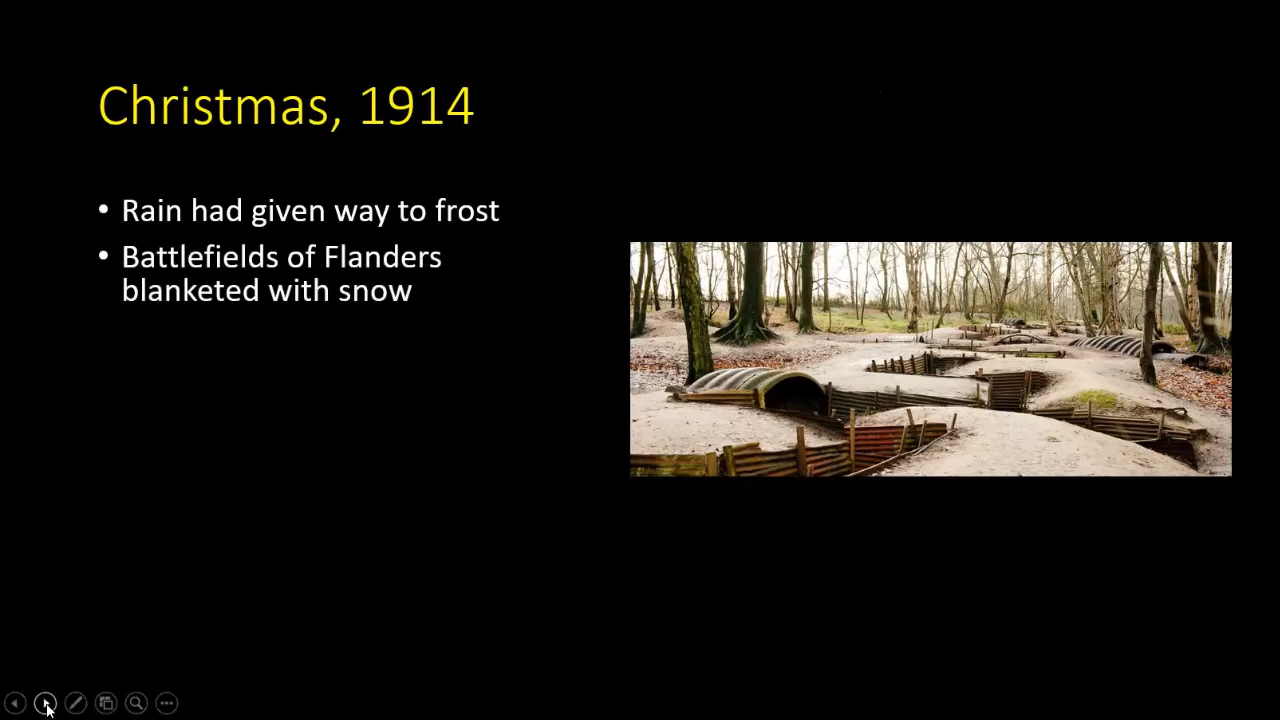 Christmas, 1914
• Rain had given way to frost
• Battlefields of Flanders
blanketed with snow